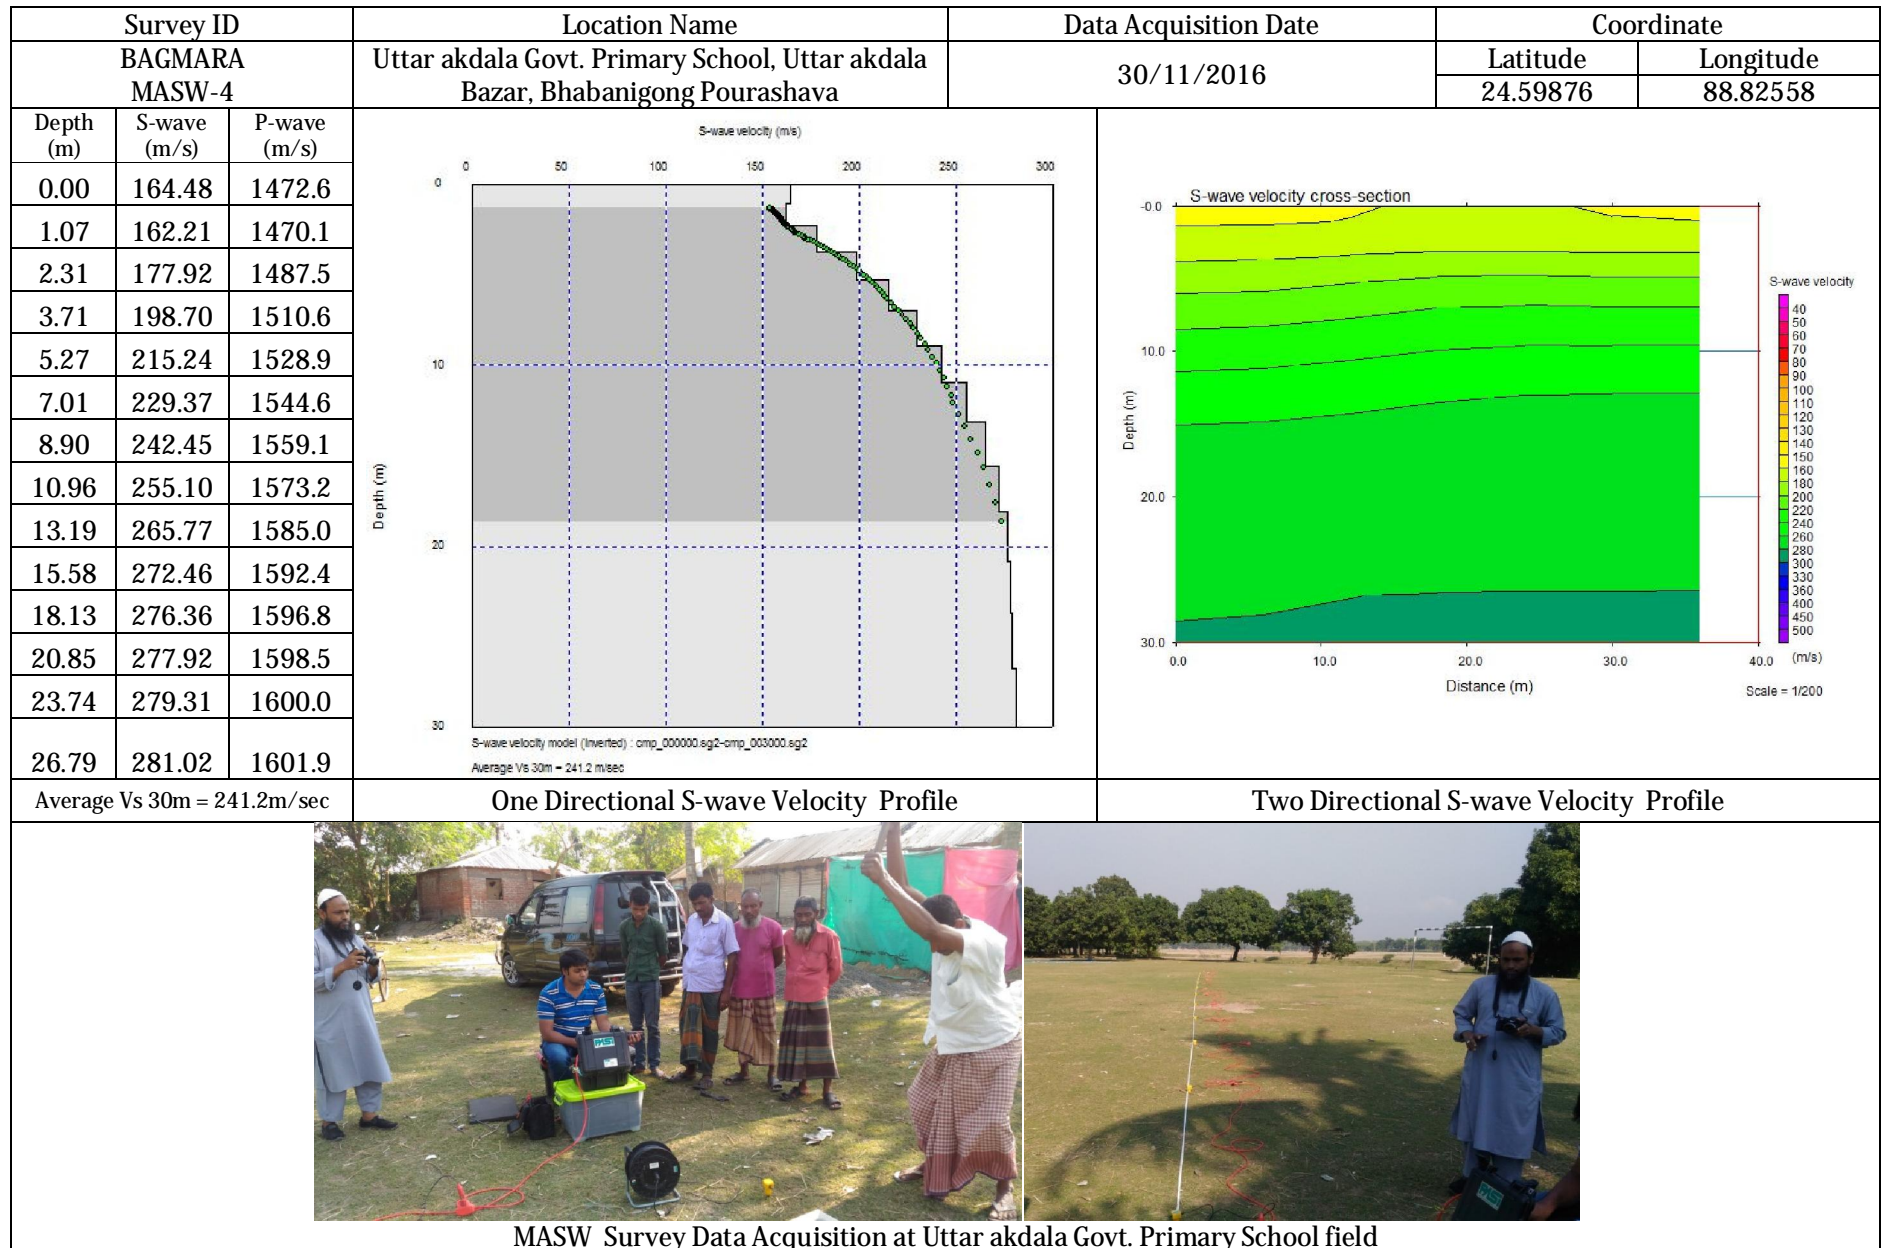 Survey ID
Location Name
Data Acquisition Date
Coordinate
BAGMARA
MASW-4
Uttar akdala Govt. Primary School, Uttar akdala
Bazar, Bhabanigong Pourashava
30/11/2016
Latitude
Longitude
24.59876
88.82558
Depth (m) S-wave (m/s) P-wave (m/s)
0.00 164.48 1472.6
1.07 162.21 1470.1
2.31 177.92 1487.5
3.71 198.70 1510.6
5.27 215.24 1528.9
7.01 229.37 1544.6
8.90 242.45 1559.1
10.96 255.10 1573.2
13.19 265.77 1585.0
15.58 272.46 1592.4
18.13 276.36 1596.8
20.85 277.92 1598.5
23.74 279.31 1600.0
26.79 281.02 1601.9
S-wave velocity (m/s)
0 50 100 150 200 250 300
0
10
Depth (m)
20
30
S-wave velocity model (inverted) : cmp_000000.sg2-cmp_003000.sg2
Average Vs 30m = 241.2 m/sec
S-wave velocity cross-section
-0.0
10.0
Depth (m)
20.0
30.0
0.0 10.0 20.0 30.0 40.0
Distance (m)
S-wave velocity
40
50
60
70
80
90
100
110
120
130
140
150
160
180
200
220
240
260
280
300
330
360
400
450
500
(m/s)
Scale = 1/200
Average Vs 30m = 241.2m/sec
One Directional S-wave Velocity Profile
Two Directional S-wave Velocity Profile
PASI
PASI
MASW Survey Data Acquisition at Uttar akdala Govt. Primary School field